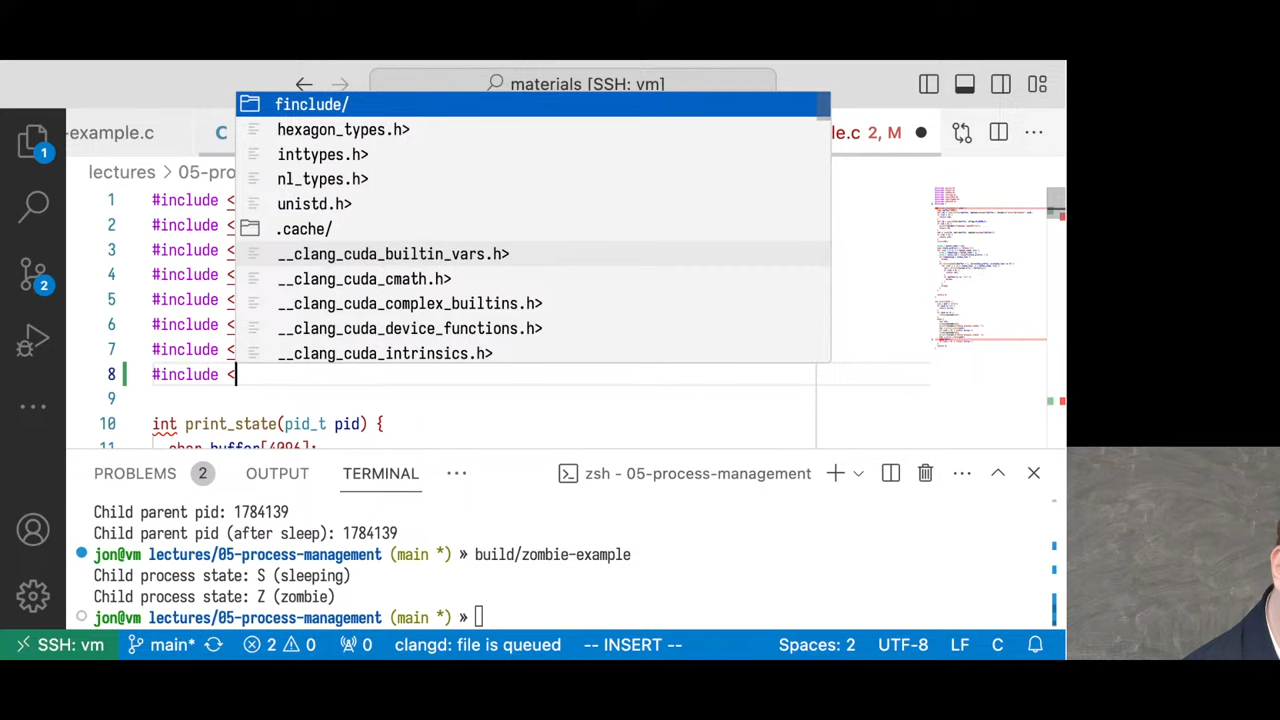 materials [SSH: vm]
-example.c
C
le.c 2, M
lectures > 05-pro
finclude/
hexagon_types.h>
inttypes.h>
nl_types.h>
unistd.h>
.cache/
__clang_cuda_builtin_vars.h>
__clang_cuda_cmath.h>
__clang_cuda_complex_builtins.h>
__clang_cuda_device_functions.h>
__clang_cuda_intrinsics.h>
1 #include <
2 #include <
3 #include <
4 #include <
5 #include <
6 #include <
7 #include <
8 #include <
9
10 int print_state(pid_t pid) {
11 char buffer[4096];
1
2
PROBLEMS 2 OUTPUT TERMINAL zsh - 05-process-management
Child parent pid: 1784139
Child parent pid (after sleep): 1784139
jon@vm lectures/05-process-management (main *) » build/zombie-example
Child process state: S (sleeping)
Child process state: Z (zombie)
jon@vm lectures/05-process-management (main *) »
SSH: vm main* 2 0 0 clangd: file is queued -- INSERT -- Spaces: 2 UTF-8 LF C